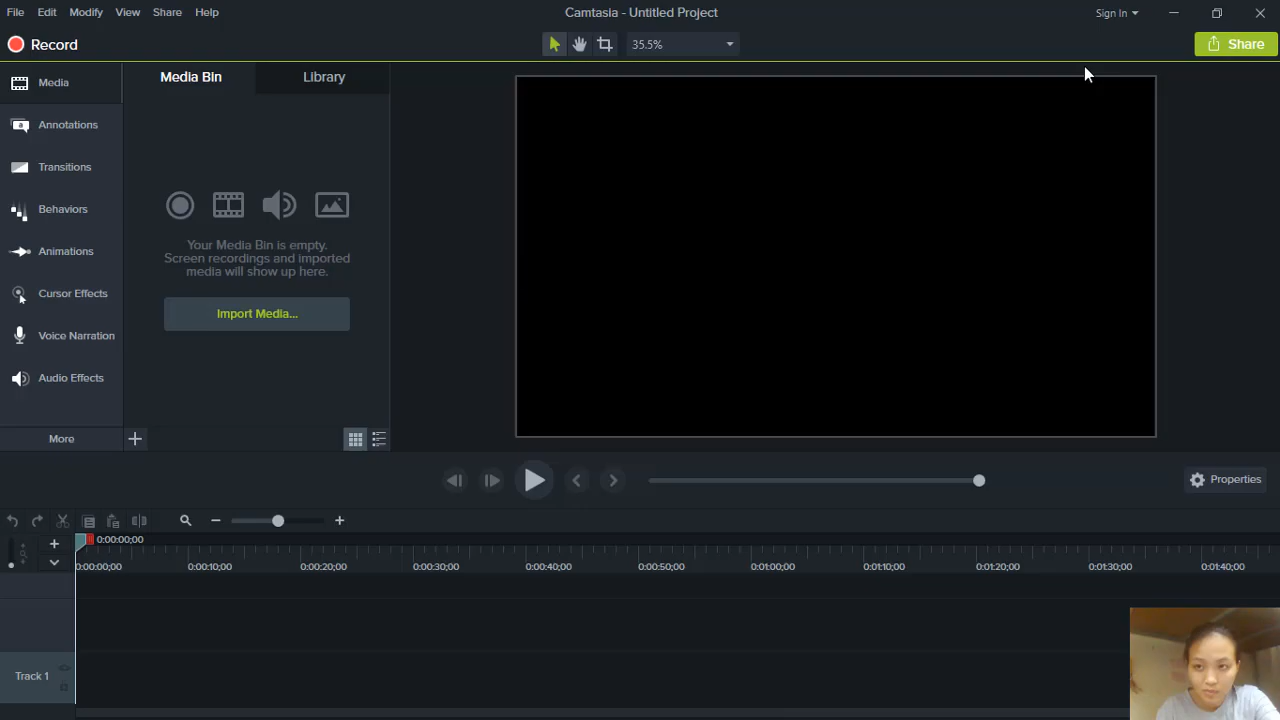 File Edit Modify View Share Help
Camtasia - Untitled Project
Sign In
Record
35.5%
Share
Media
Annotations
Transitions
Behaviors
Animations
Cursor Effects
Voice Narration
Audio Effects
More
Media Bin
Library
Your Media Bin is empty.
Screen recordings and imported
media will show up here.
Import Media...
Properties
0:00:00;00
0:00:00;00 0:00:10;00 0:00:20;00 0:00:30;00 0:00:40;00 0:00:50;00 0:01:00;00 0:01:10;00 0:01:20;00 0:01:30;00 0:01:40;00
Track 1